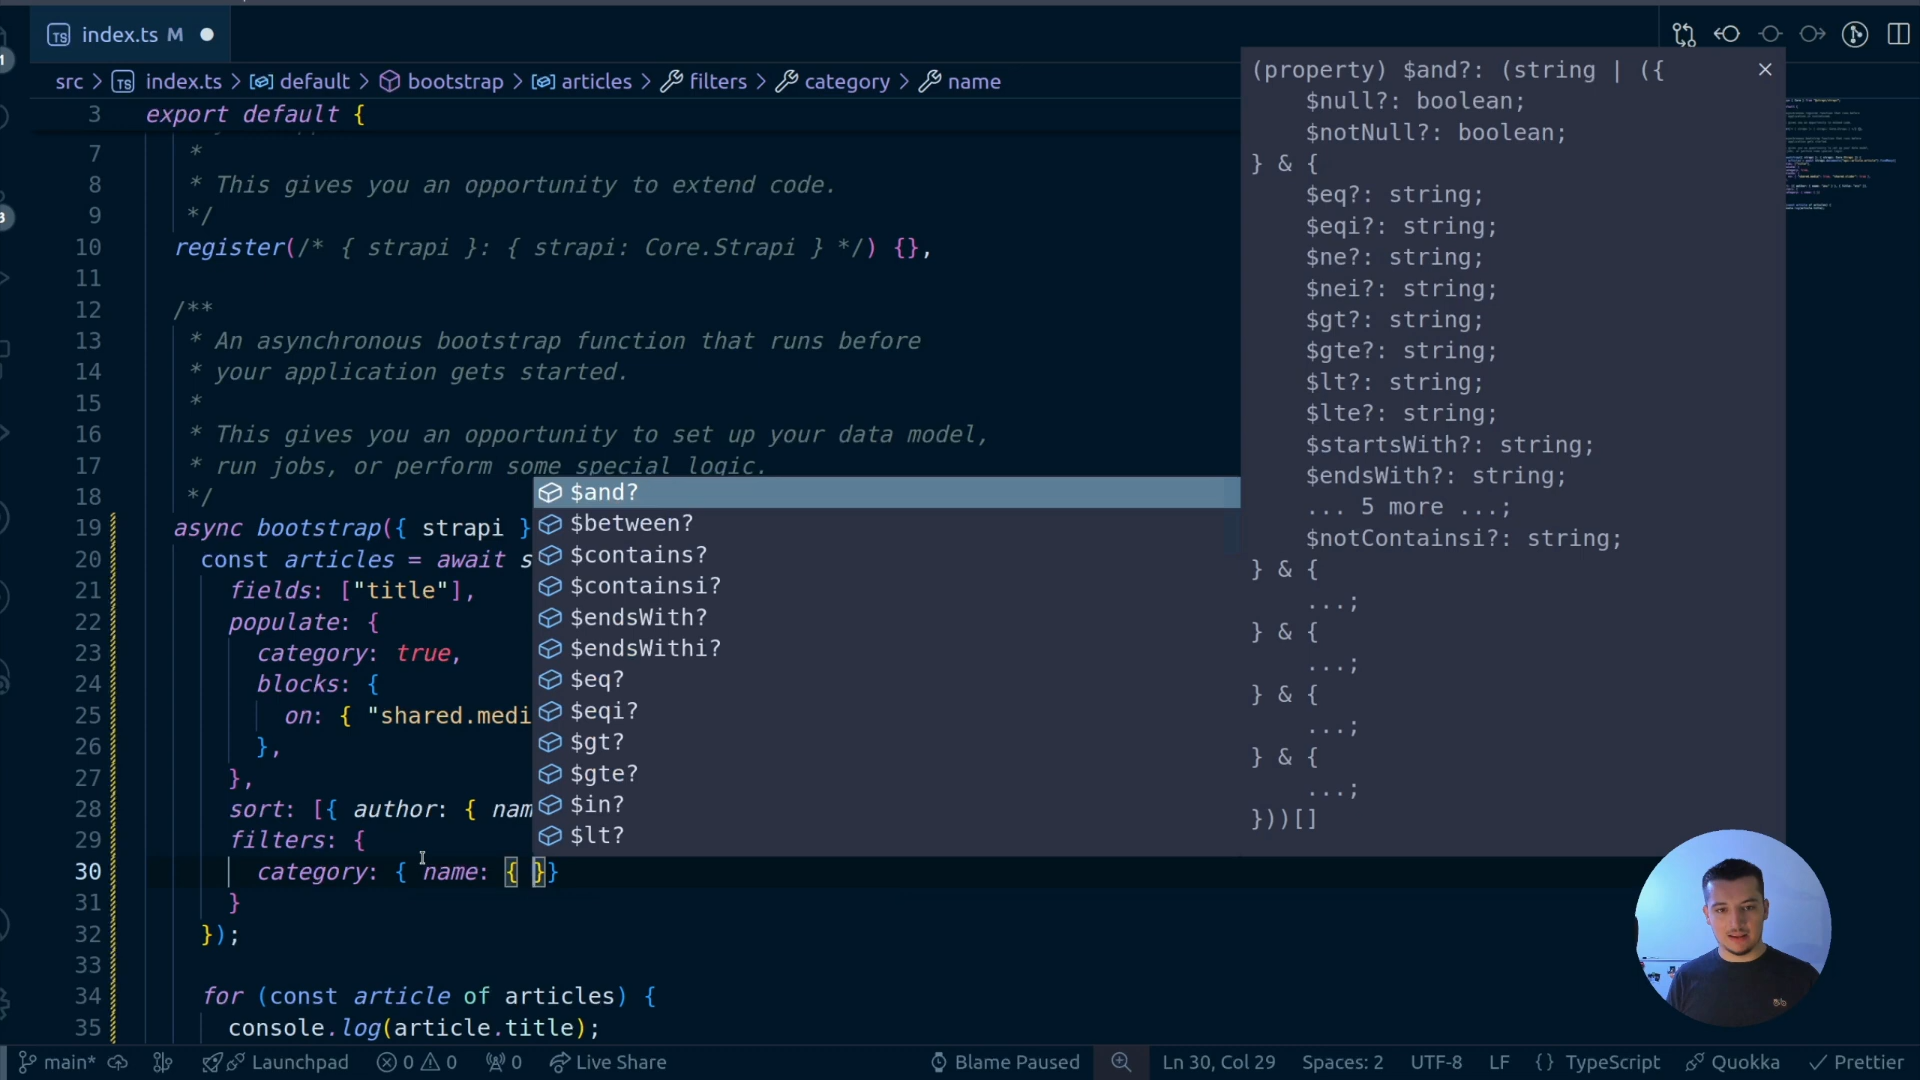 index.ts M
src > index.ts > default > bootstrap > articles > filters > category > name
3 export default {
7 *
8 * This gives you an opportunity to extend code.
9 */
10 register(/* { strapi }: { strapi: Core.Strapi } */) {},
11
12 /**
13 * An asynchronous bootstrap function that runs before
14 * your application gets started.
15 *
16 * This gives you an opportunity to set up your data model,
17 * run jobs, or perform some special logic.
18 */
19 async bootstrap({ strapi }
20 const articles = await s
21 fields: ["title"],
22 populate: {
23 category: true,
24 blocks: {
25 on: { "shared.medi
26 },
27 },
28 sort: [{ author: { nam
29 filters: {
30 category: { name: { }}
31 }
32 });
33
34 for (const article of articles) {
35 console.log(article.title);
$and?
$between?
$contains?
$containsi?
$endsWith?
$endsWithi?
$eq?
$eqi?
$gt?
$gte?
$in?
$lt?
(property) $and?: (string | ({
$null?: boolean;
$notNull?: boolean;
} & {
$eq?: string;
$eqi?: string;
$ne?: string;
$nei?: string;
$gt?: string;
$gte?: string;
$lt?: string;
$lte?: string;
$startsWith?: string;
$endsWith?: string;
... 5 more ...;
$notContainsi?: string;
} & {
...;
} & {
...;
} & {
...;
} & {
...;
}))[]
main* Launchpad 0 0 0 Live Share Blame Paused Ln 30, Col 29 Spaces: 2 UTF-8 LF {} TypeScript Quokka Prettier